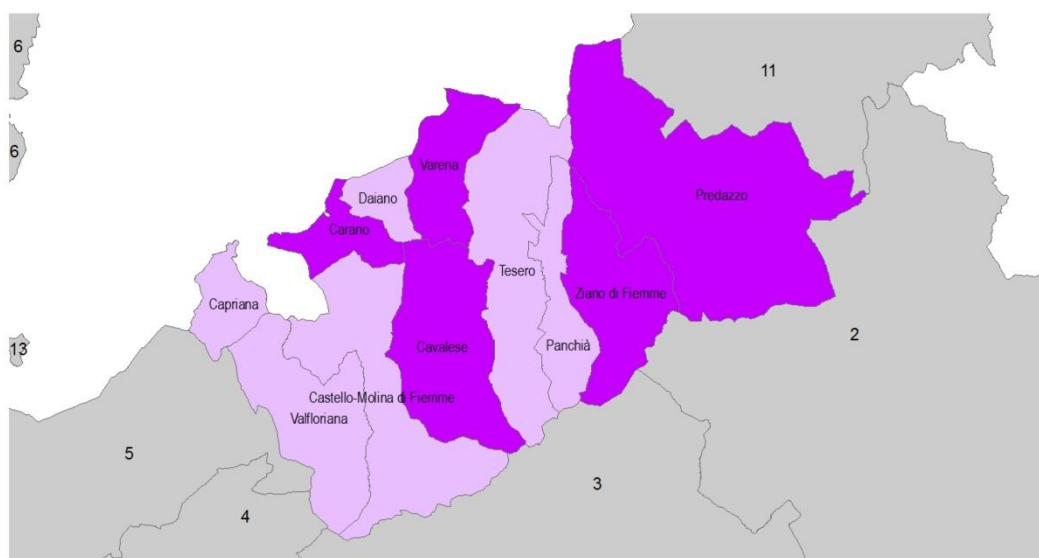 6
11
6
Varena
Daiano
Predazzo
Carano
Tesero
Ziano di Fiemme
Capriana
2
13
Cavalese
Panchià
Castello-Molina di Fiemme
Valfloriana
5
3
4